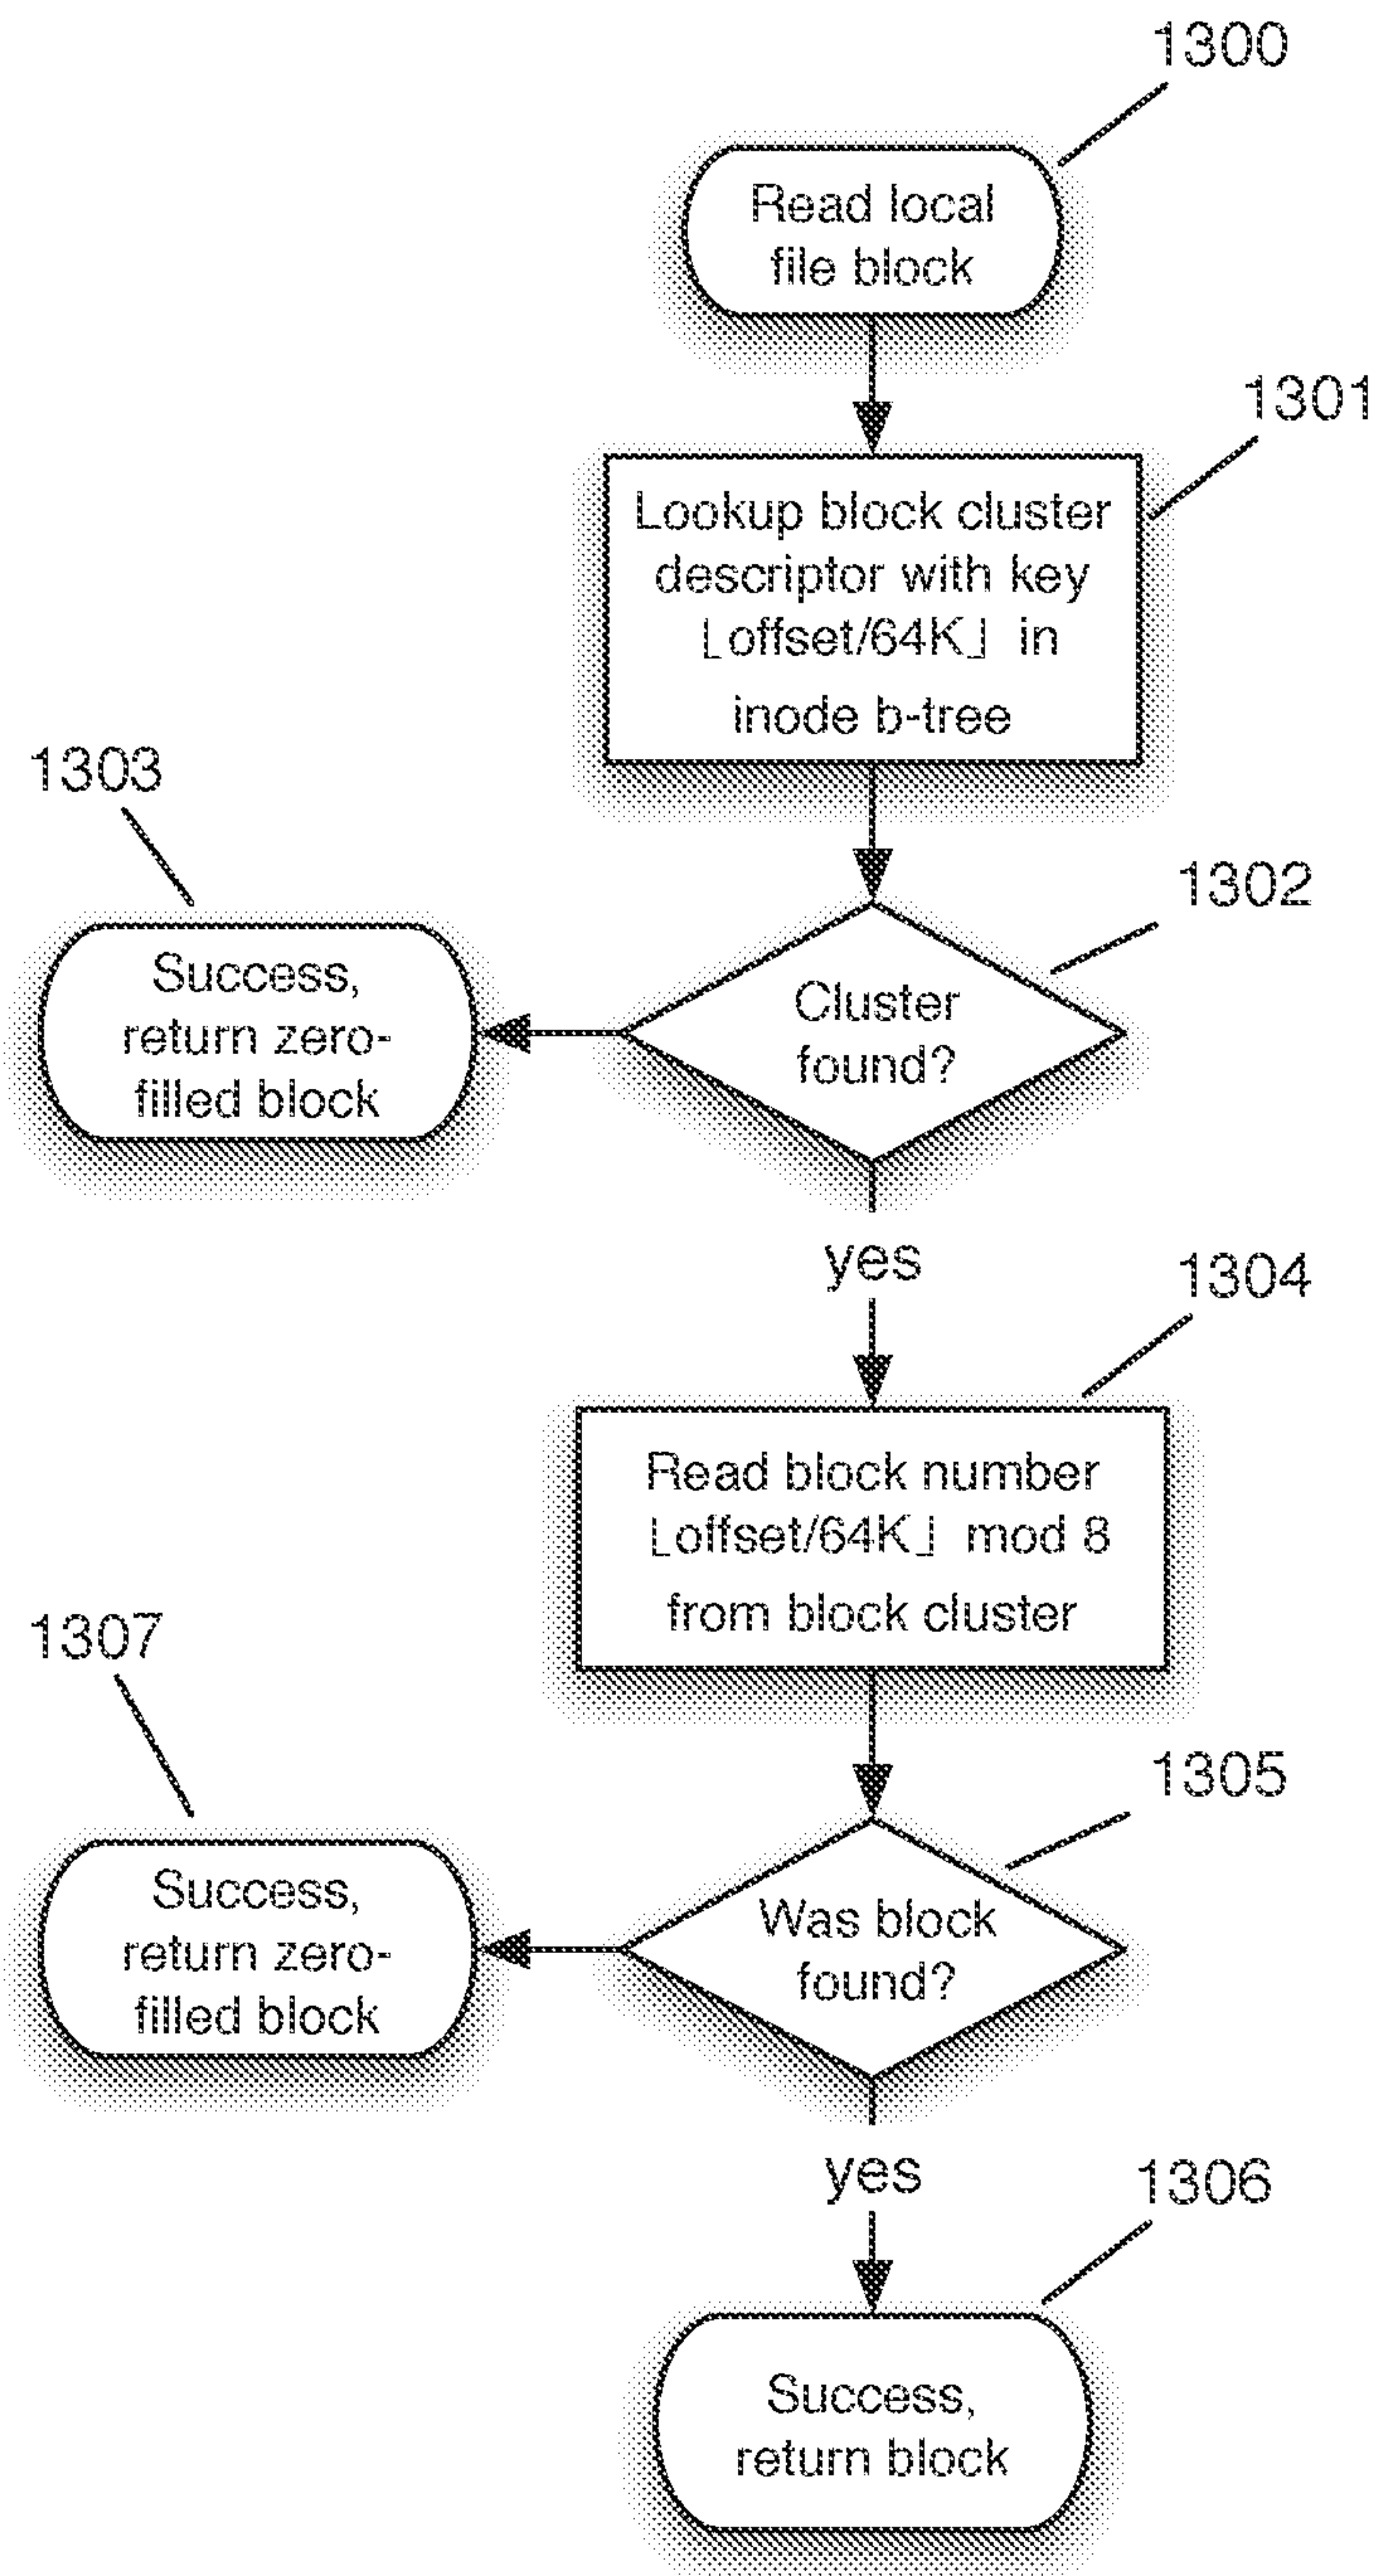 1300
Read local
file block
1301
Lookup block cluster
descriptor with key
⌊offset/64K⌋ in
inode b-tree
1303
1302
Success,
return zero-
filled block
Cluster
found?
yes
1304
Read block number
⌊offset/64K⌋ mod 8
from block cluster
1307
1305
Success,
return zero-
filled block
Was block
found?
yes
1306
Success,
return block